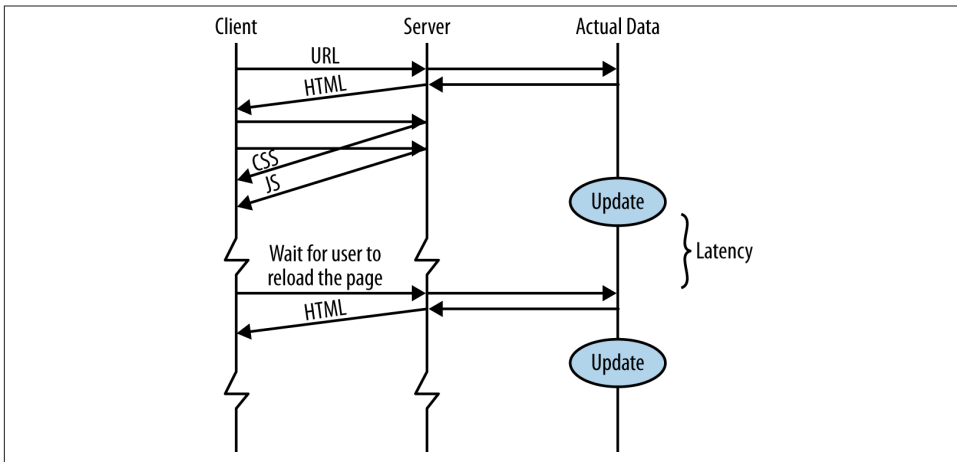 Client
Server
Actual Data
URL
HTML
CSS
JS
Update
Latency
Wait for user to
reload the page
HTML
Update